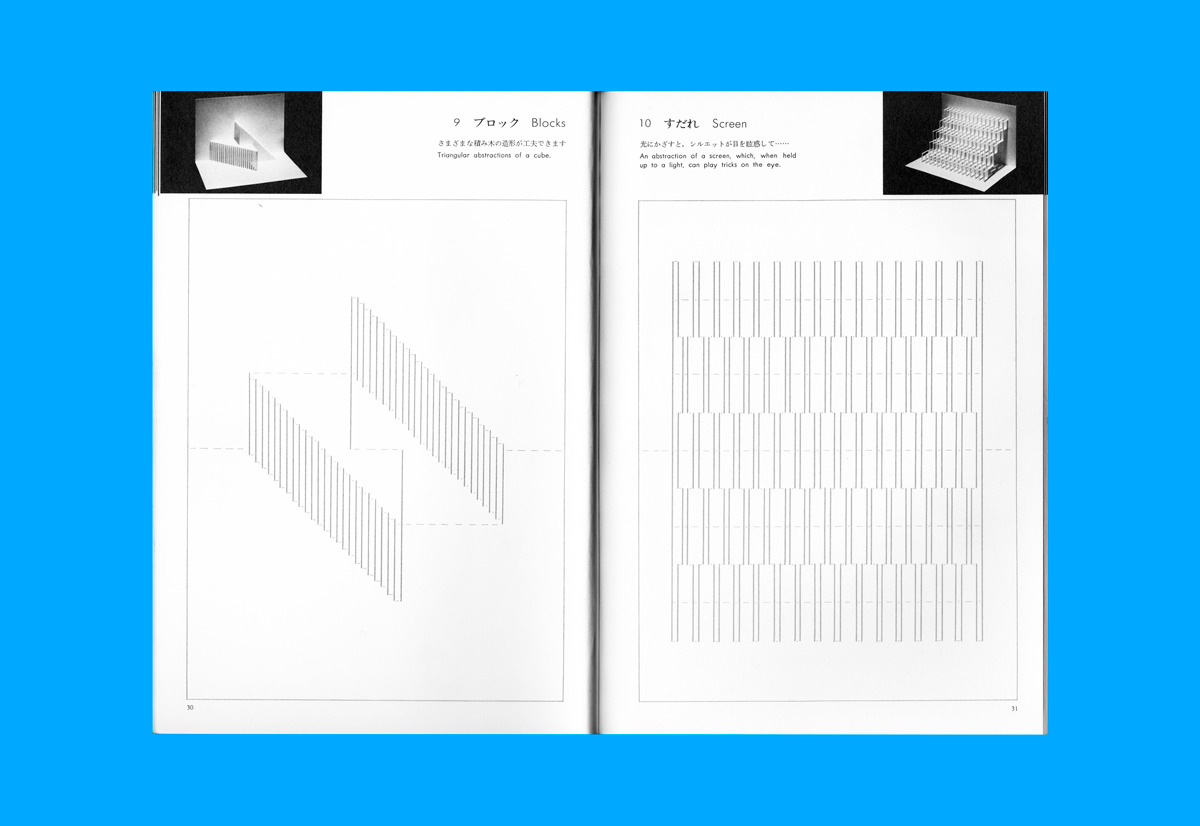 9 ブロック Blocks
さまざまな積み木の造形が工夫できます
Triangular abstractions of a cube.
30
10 すだれ Screen
光にかざすと，シルエットが目を眩惑して……
An abstraction of a screen, which, when held
up to a light, can play tricks on the eye.
31